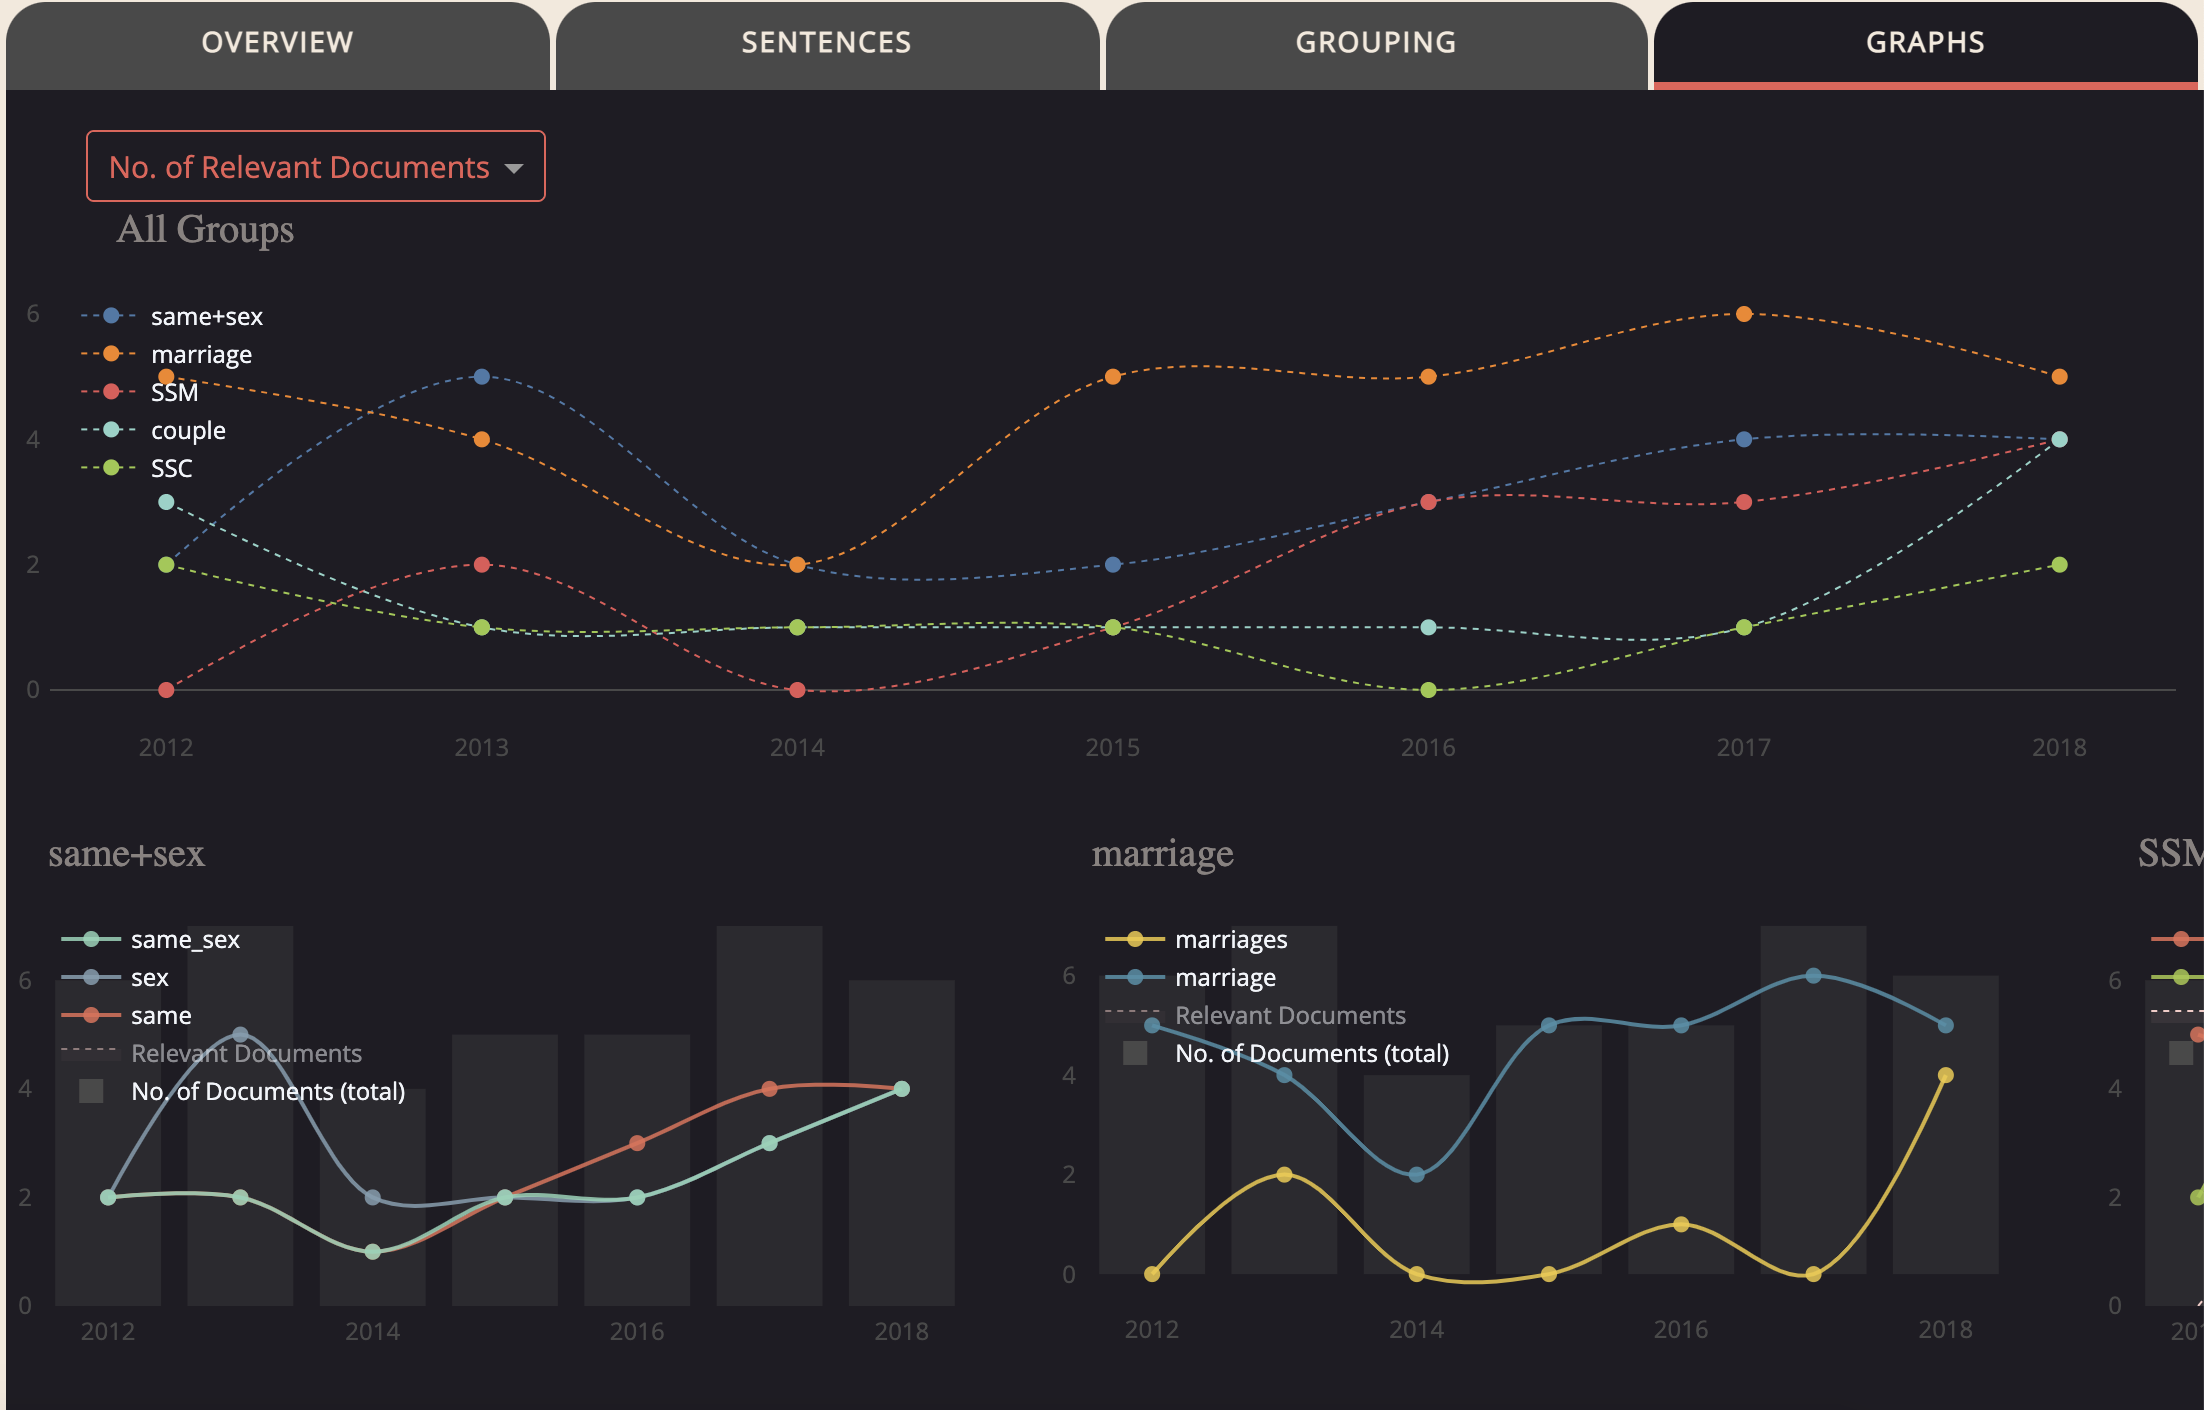 OVERVIEW
SENTENCES
GROUPING
GRAPHS
No. of Relevant Documents
All Groups
6
4
2
0
same+sex
marriage
SSM
couple
SSC
2012
2013
2014
2015
2016
2017
2018
same+sex
same_sex
sex
same
Relevant Documents
No. of Documents (total)
6
4
2
0
2012
2014
2016
2018
marriage
marriages
marriage
Relevant Documents
No. of Documents (total)
6
4
2
0
2012
2014
2016
2018
SSM
6
4
2
0